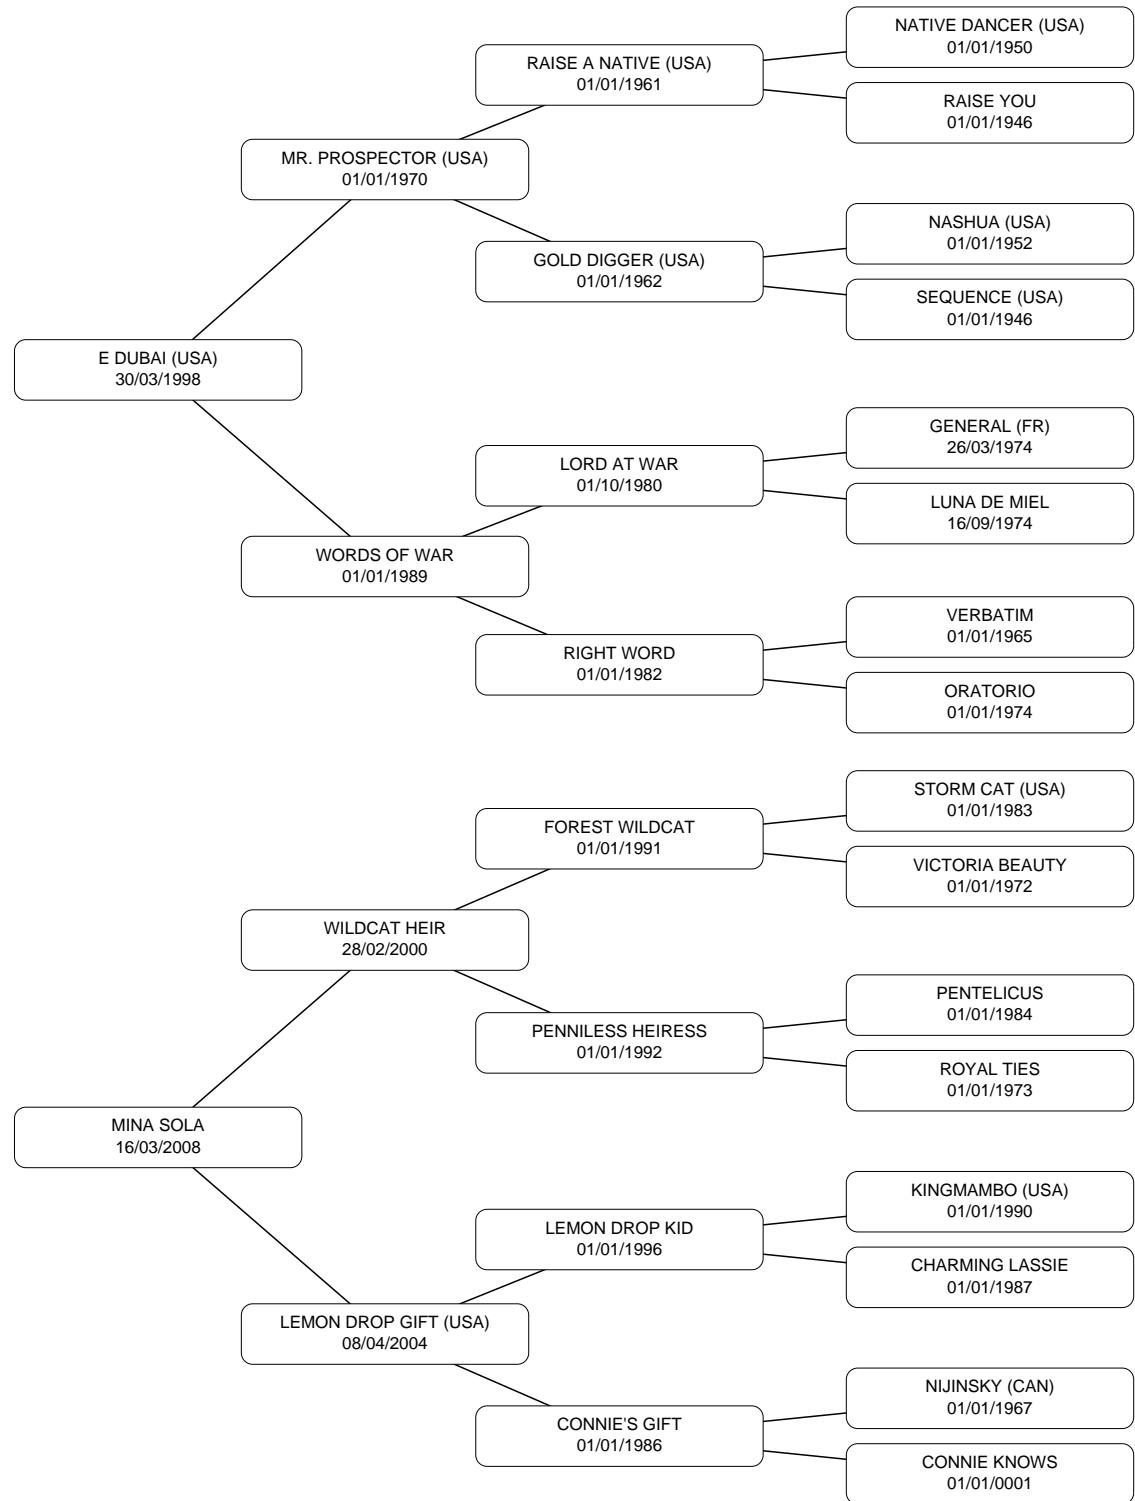 NATIVE DANCER (USA)
01/01/1950
RAISE A NATIVE (USA)
01/01/1961
RAISE YOU
01/01/1946
MR. PROSPECTOR (USA)
01/01/1970
NASHUA (USA)
01/01/1952
GOLD DIGGER (USA)
01/01/1962
SEQUENCE (USA)
01/01/1946
E DUBAI (USA)
30/03/1998
GENERAL (FR)
26/03/1974
LORD AT WAR
01/10/1980
LUNA DE MIEL
16/09/1974
WORDS OF WAR
01/01/1989
VERBATIM
01/01/1965
RIGHT WORD
01/01/1982
ORATORIO
01/01/1974
STORM CAT (USA)
01/01/1983
FOREST WILDCAT
01/01/1991
VICTORIA BEAUTY
01/01/1972
WILDCAT HEIR
28/02/2000
PENTELICUS
01/01/1984
PENNILESS HEIRESS
01/01/1992
ROYAL TIES
01/01/1973
MINA SOLA
16/03/2008
KINGMAMBO (USA)
01/01/1990
LEMON DROP KID
01/01/1996
CHARMING LASSIE
01/01/1987
LEMON DROP GIFT (USA)
08/04/2004
NIJINSKY (CAN)
01/01/1967
CONNIE'S GIFT
01/01/1986
CONNIE KNOWS
01/01/0001